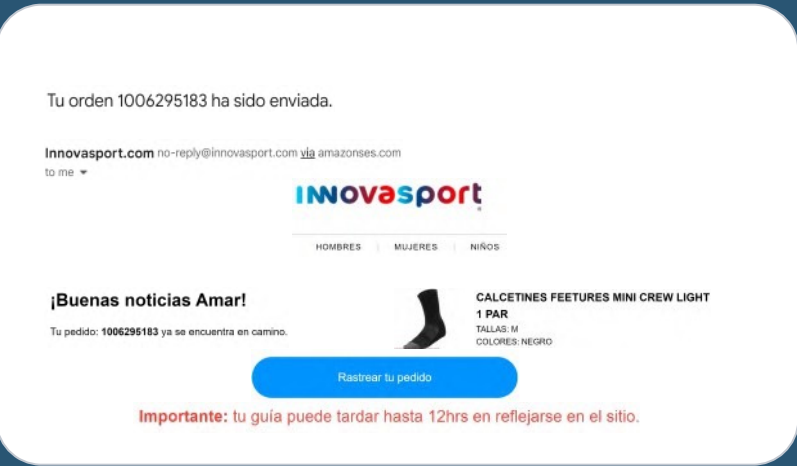 Tu orden 1006295183 ha sido enviada.
Innovasport.com no-reply@innovasport.com via amazonses.com
to me
INNOVASPORT
HOMBRES | MUJERES | NIÑOS
¡Buenas noticias Amar!
Tu pedido: 1006295183 ya se encuentra en camino.
CALCETINES FEETURES MINI CREW LIGHT
1 PAR
TALLAS: M
COLORES: NEGRO
Rastrear tu pedido
Importante: tu guía puede tardar hasta 12hrs en reflejarse en el sitio.